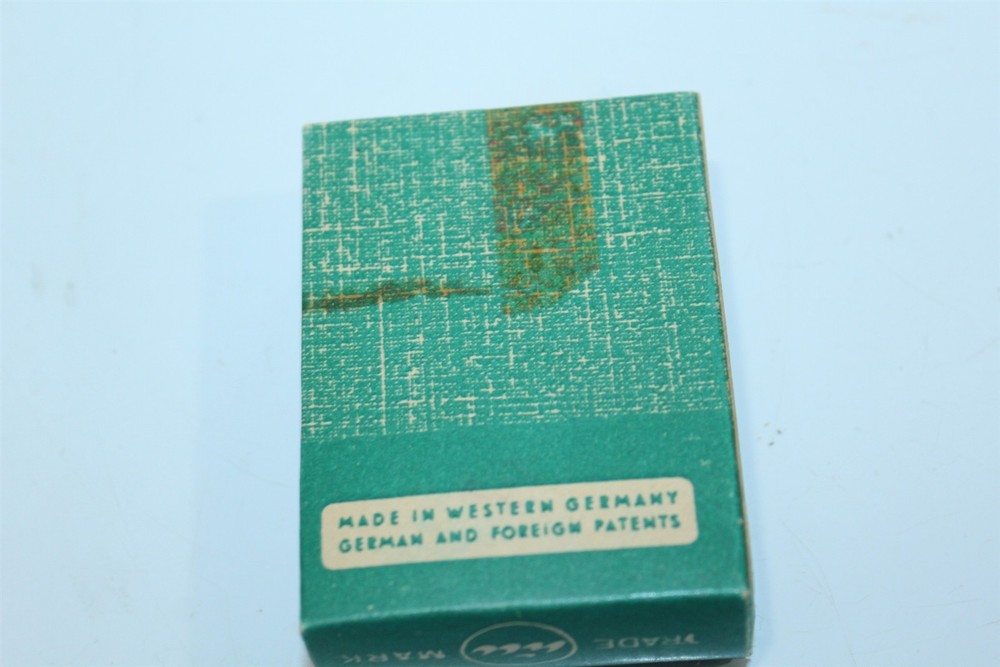 MADE IN WESTERN GERMANY
GERMAN AND FOREIGN PATENTS
TRADE MARK